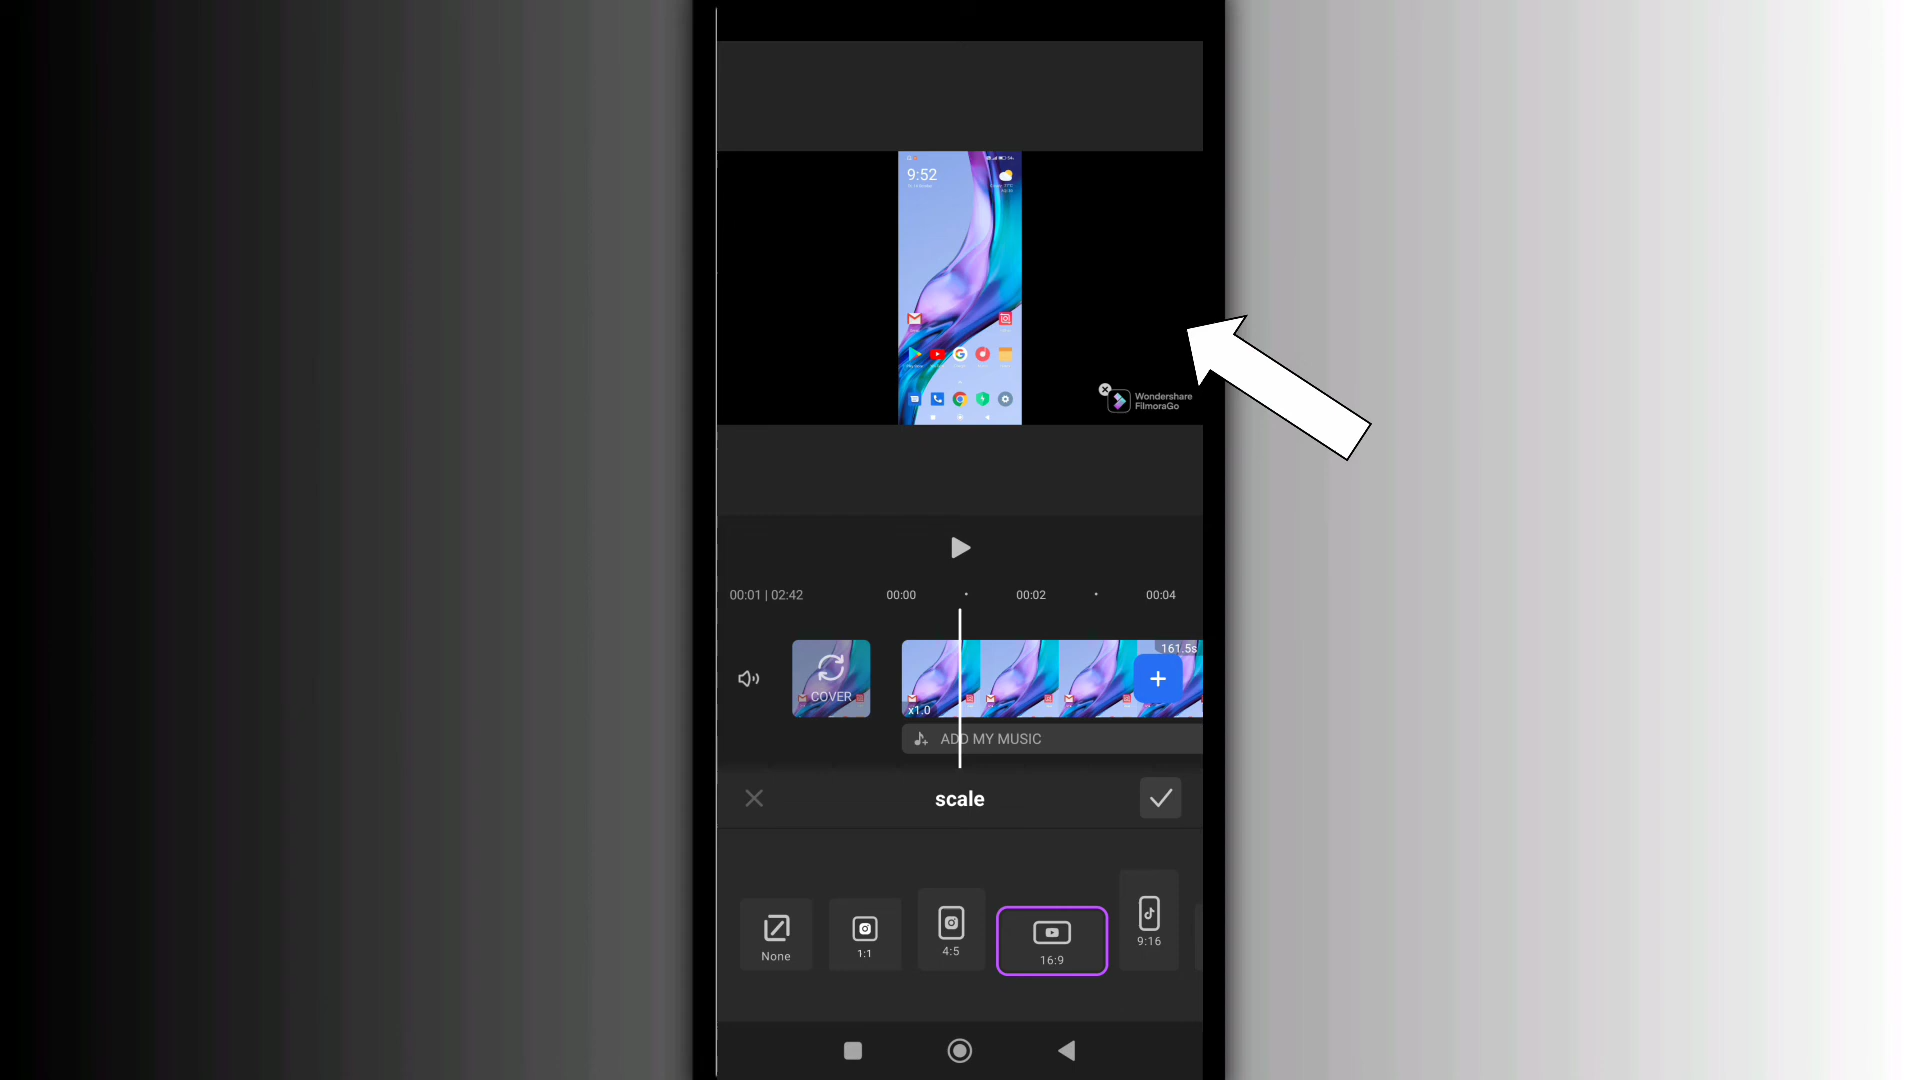 9:52
Wondershare
FilmoraGo
00:01 | 02:42
00:00
00:02
00:04
161.5s
COVER
x1.0
ADD MY MUSIC
scale
None
1:1
4:5
16:9
9:16